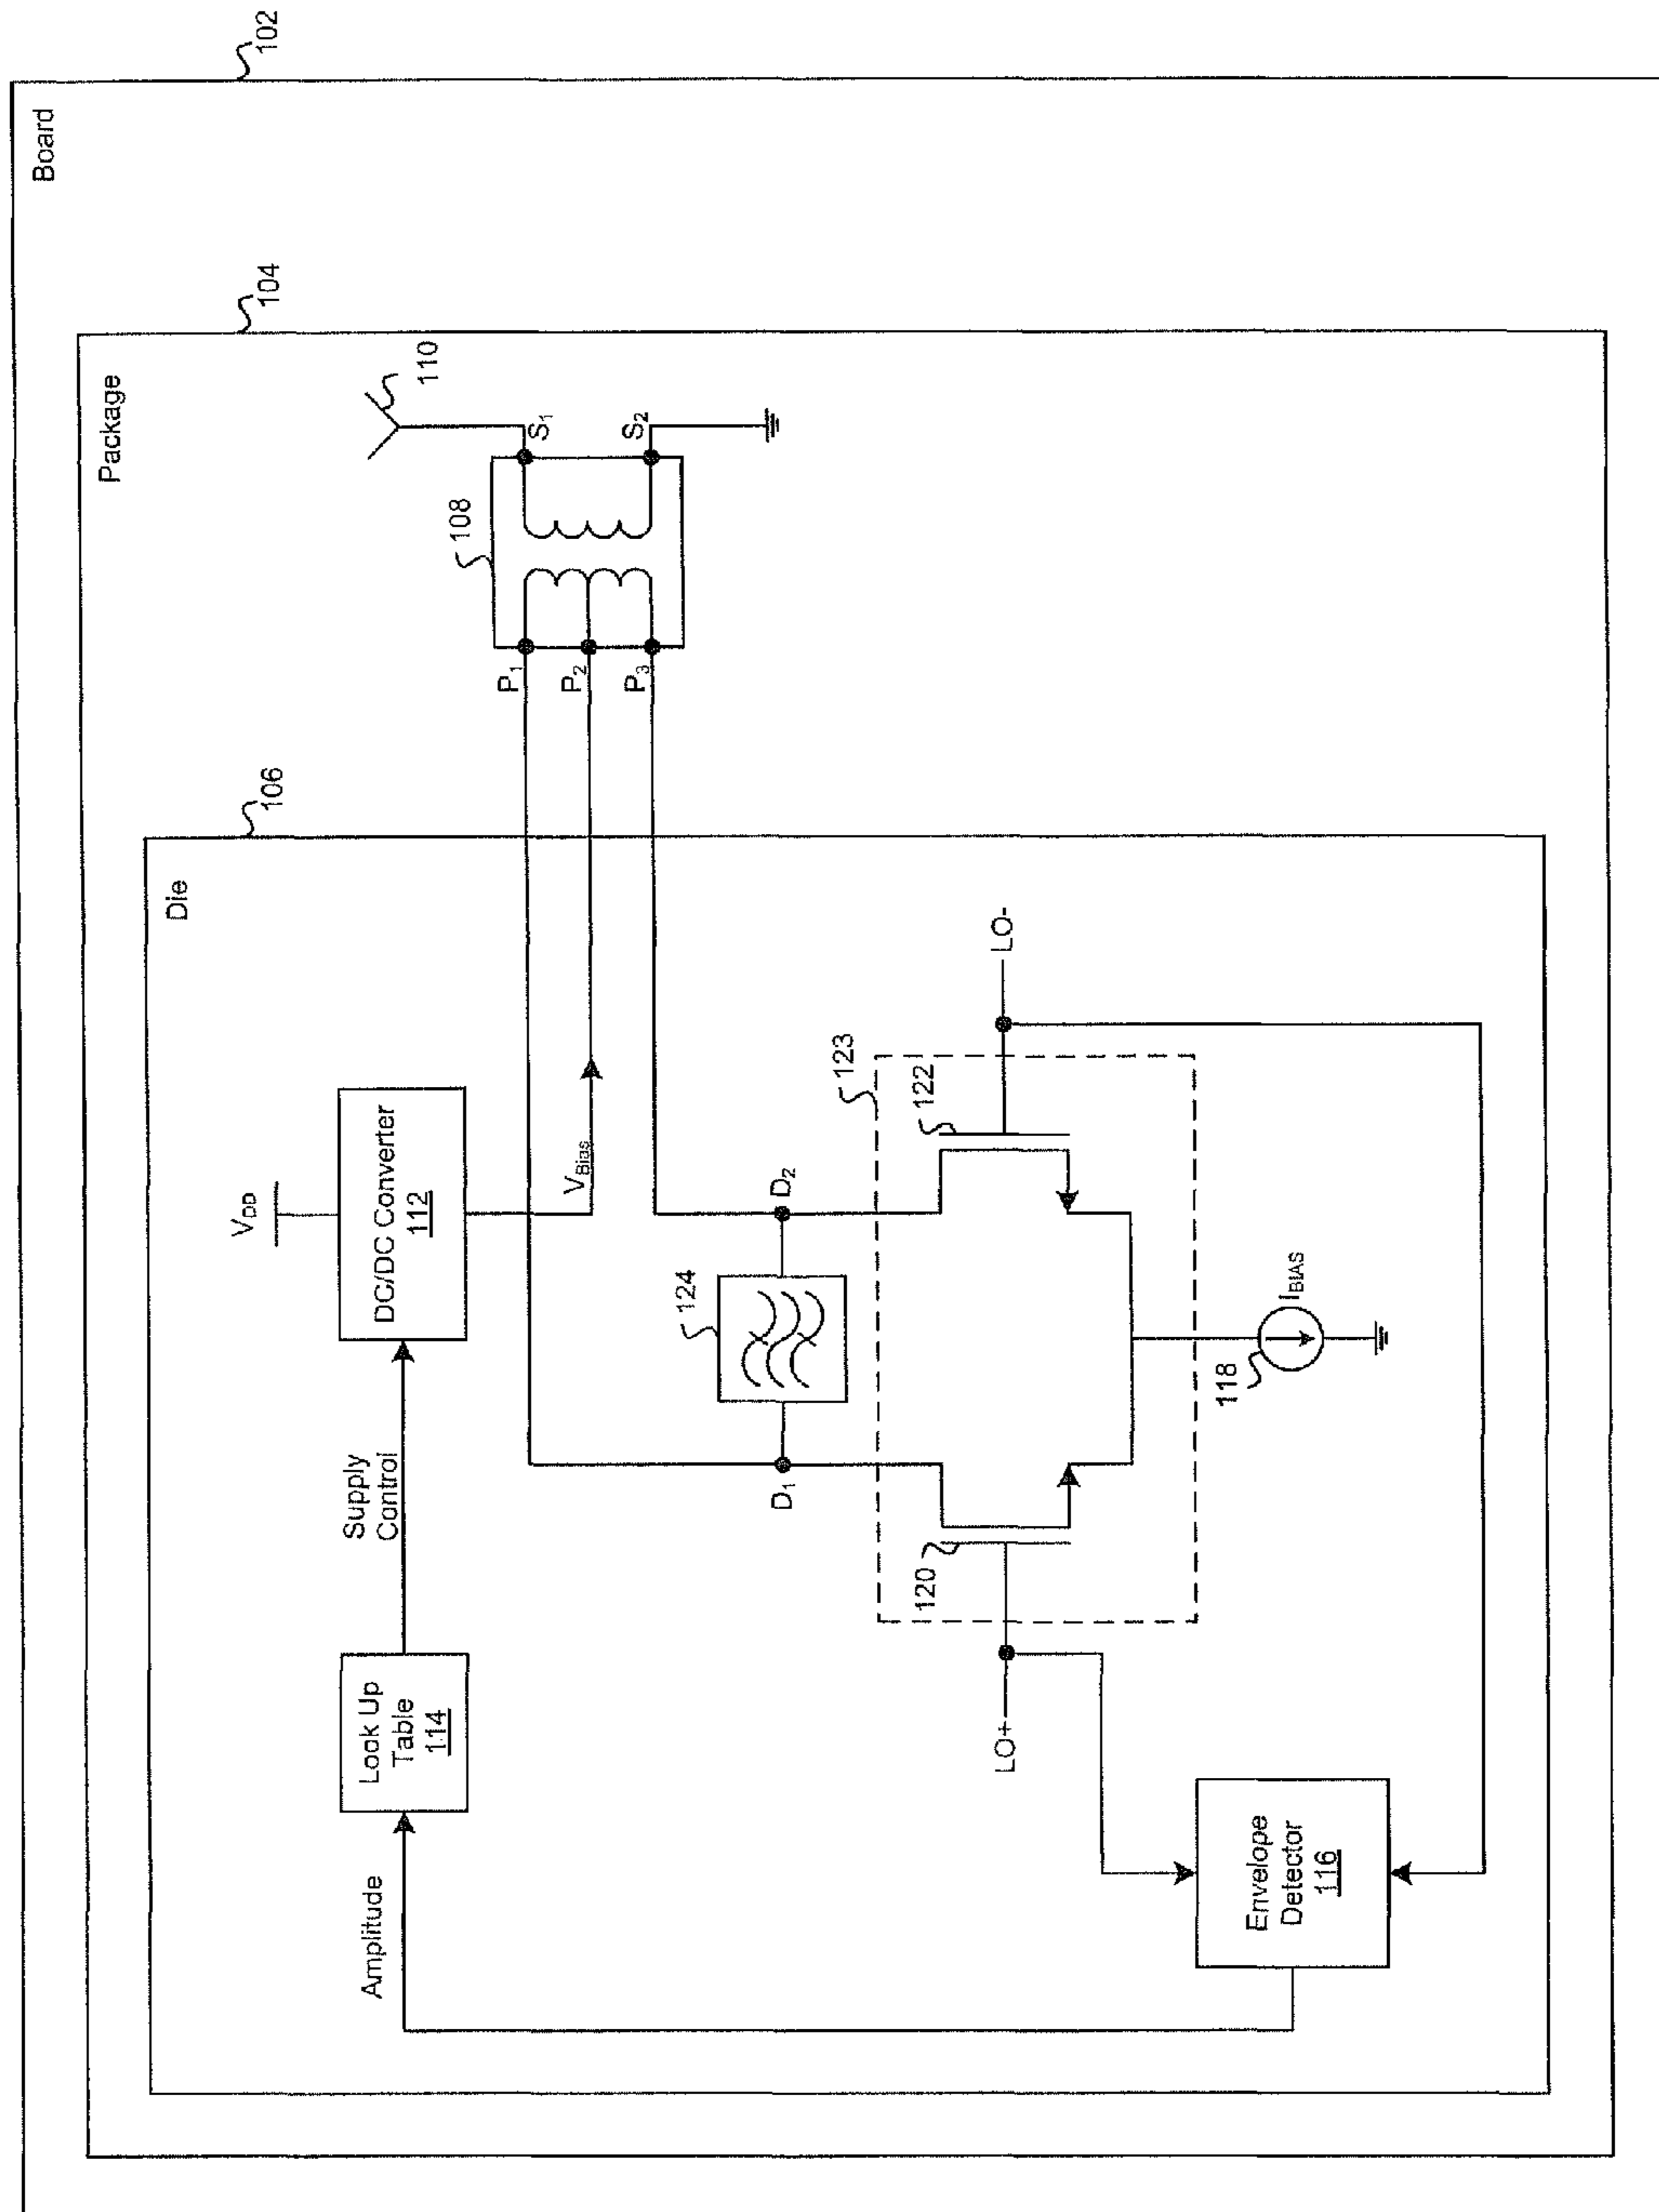 Board
102
Package
104
110
Die
106
108
S1
S2
P1
P2
P3
VDD
DC/DC Converter
112
VBias
Supply
Control
Look Up
Table
114
Amplitude
124
D1
D2
123
122
120
LO+
LO-
118
IBIAS
Envelope
Detector
116